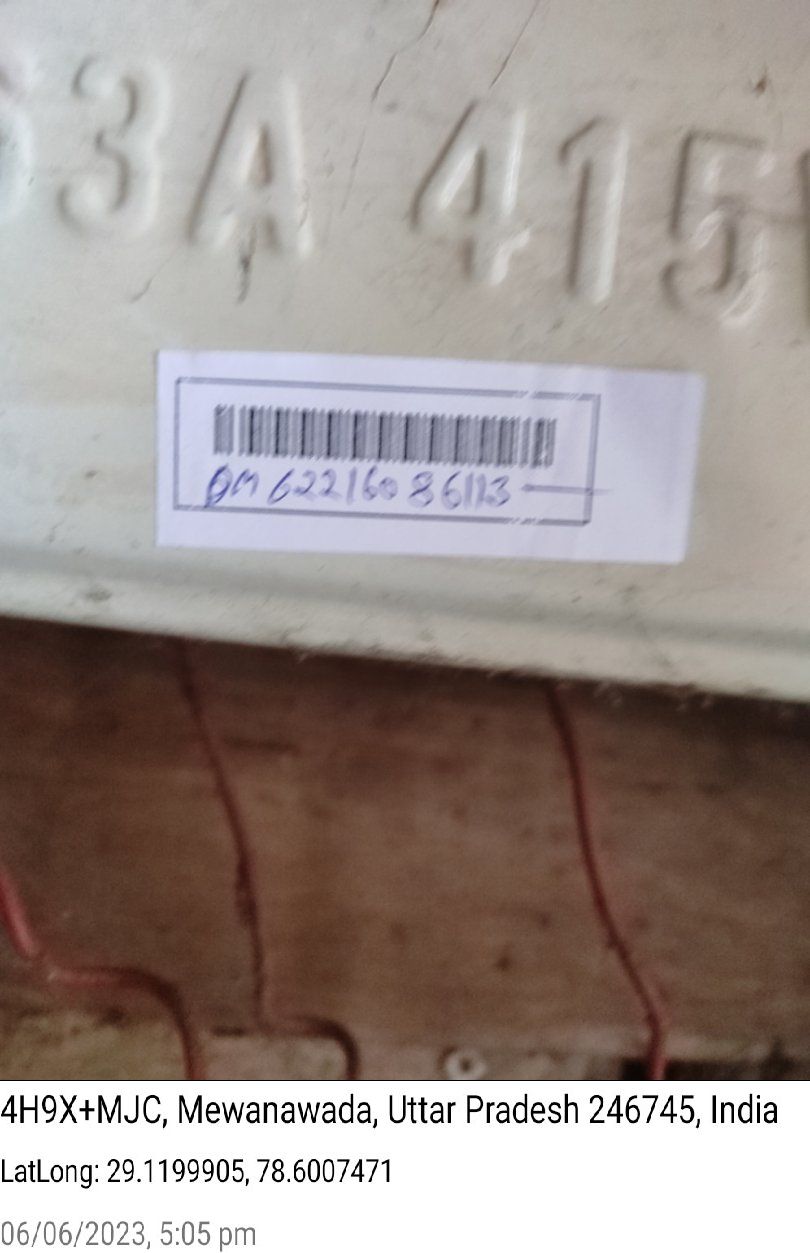 3A 415
62216086113
4H9X+MJC, Mewanawada, Uttar Pradesh 246745, India
LatLong: 29.1199905, 78.6007471
06/06/2023, 5:05 pm